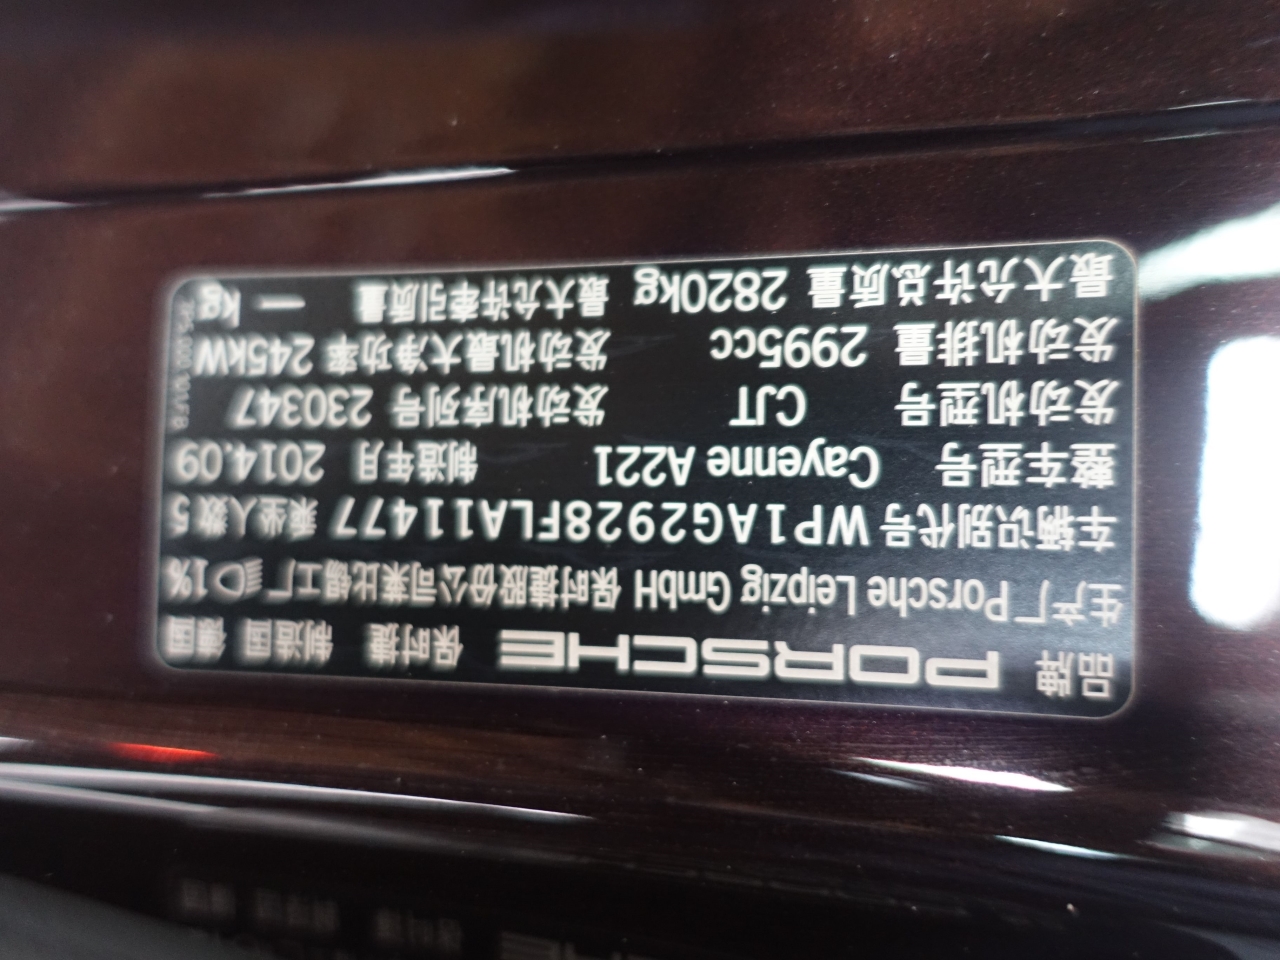 品牌 PORSCHE 保时捷 制造国 德国
生产厂 Porsche Leipzig GmbH 保时捷股份公司莱比锡工厂 1%
车辆识别代号 WP1AG2928FLA11477 乘坐人数 5
整车型号 Cayenne A221 制造年月 2014.09
发动机型号 CJT 发动机序列号 230347
发动机排量 2995cc 发动机最大净功率 245kW
最大允许总质量 2820kg 最大允许牵引质量 — kg